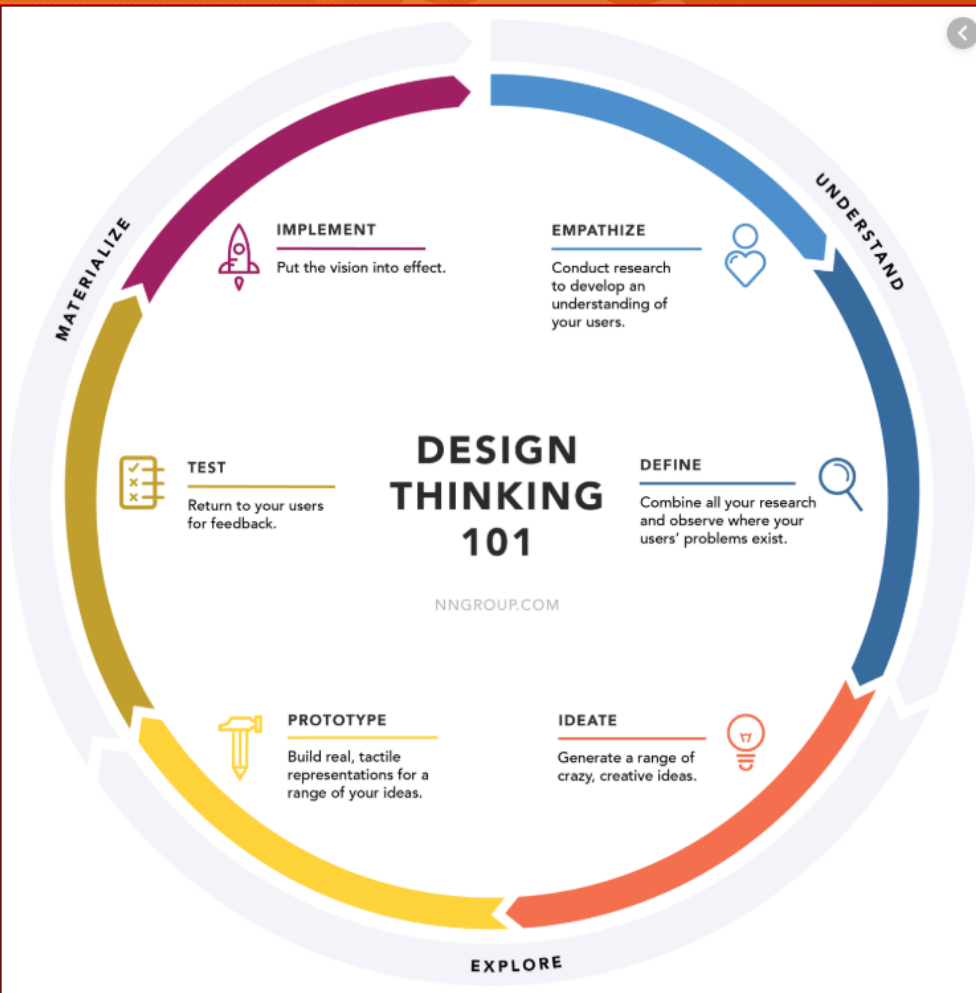 UNDERSTAND
MATERIALIZE
EXPLORE
EMPATHIZE
Conduct research
to develop an
understanding of
your users.
DEFINE
Combine all your research
and observe where your
users' problems exist.
IDEATE
Generate a range of
crazy, creative ideas.
PROTOTYPE
Build real, tactile
representations for a
range of your ideas.
TEST
Return to your users
for feedback.
IMPLEMENT
Put the vision into effect.
DESIGN
THINKING
101
NNGROUP.COM